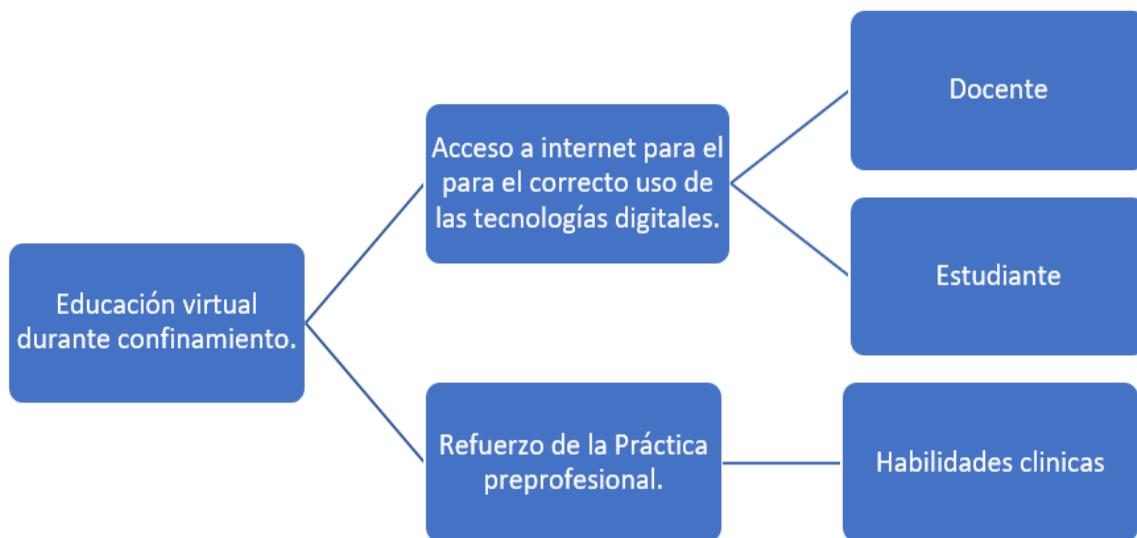 Educación virtual
durante confinamiento.
Acceso a internet para el
para el correcto uso de
las tecnologías digitales.
Docente
Estudiante
Refuerzo de la Práctica
preprofesional.
Habilidades clinicas